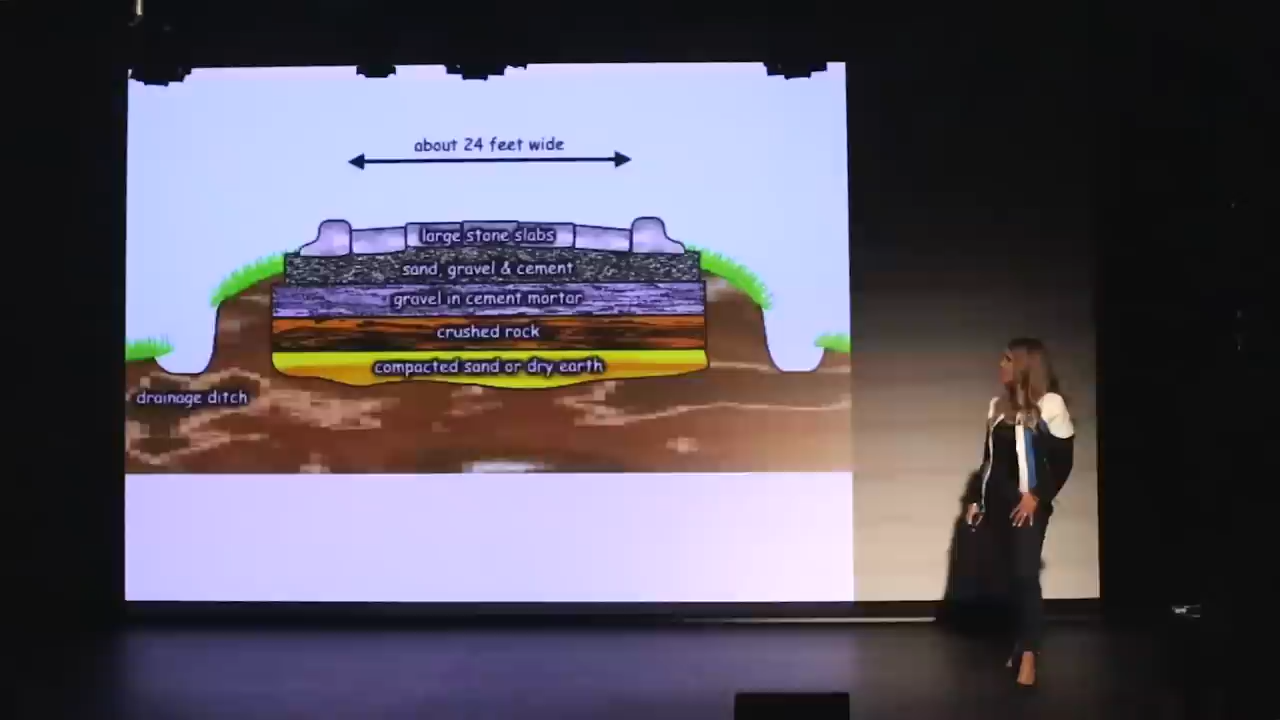 about 24 feet wide
large stone slabs
sand, gravel & cement
gravel in cement mortar
crushed rock
compacted sand or dry earth
drainage ditch